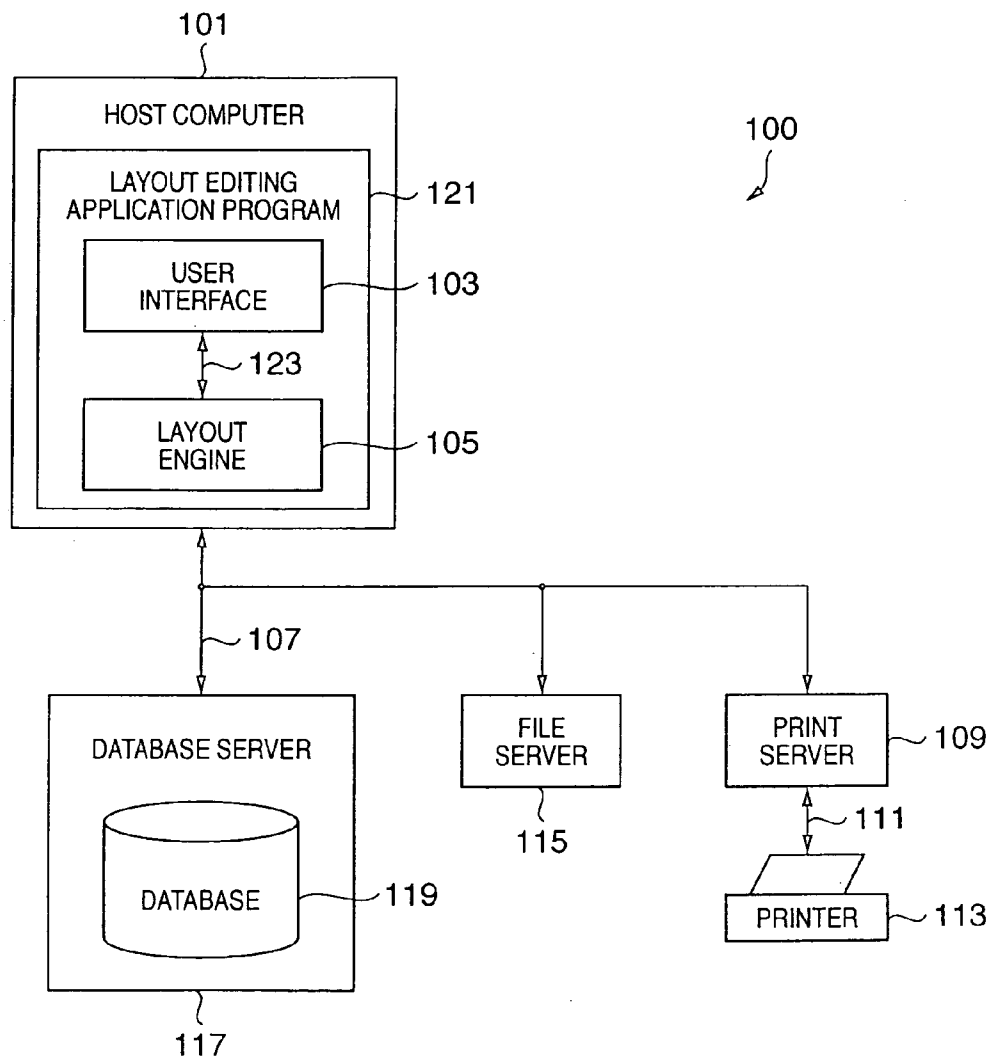 101
HOST COMPUTER
100
LAYOUT EDITING
APPLICATION PROGRAM
121
USER
INTERFACE
103
123
LAYOUT
ENGINE
105
107
DATABASE SERVER
FILE
SERVER
PRINT
SERVER
109
115
111
DATABASE
119
PRINTER
113
117